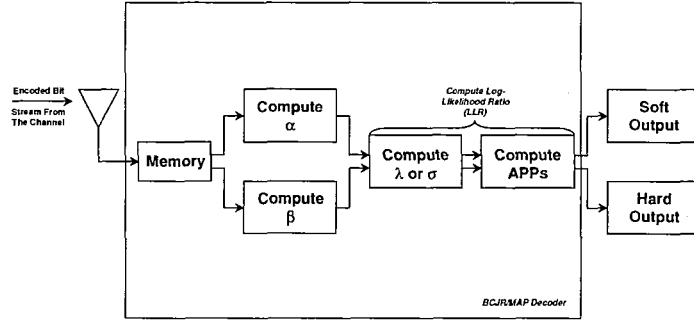 Encoded Bit
Stream From
The Channel
Memory
Compute
α
Compute
β
Compute Log-
Likelihood Ratio
(LLR)
Compute
λ or σ
Compute
APPs
Soft
Output
Hard
Output
BCJR/MAP Decoder